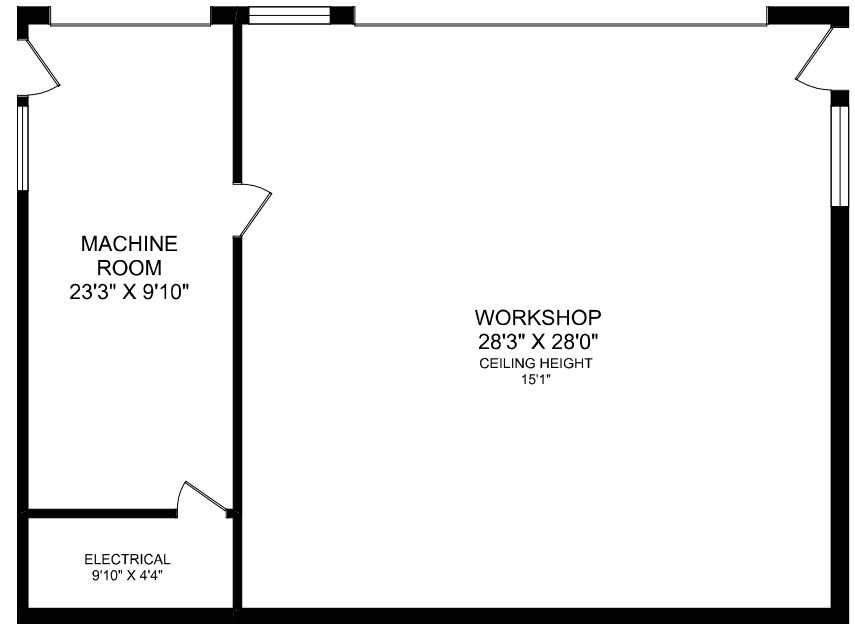 MACHINE
ROOM
23'3" X 9'10"
WORKSHOP
28'3" X 28'0"
CEILING HEIGHT
15'1"
ELECTRICAL
9'10" X 4'4"